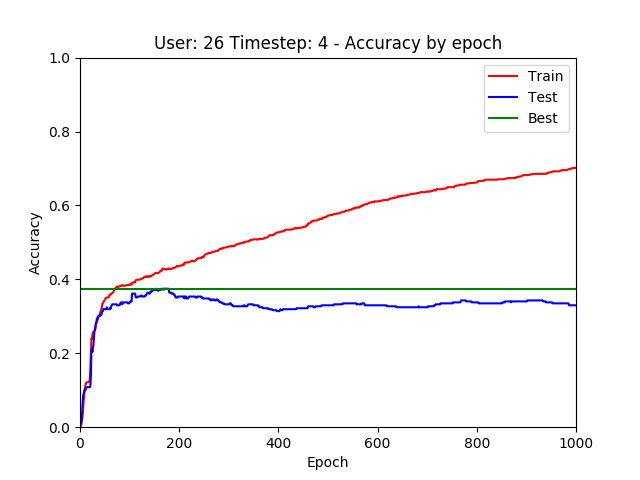 User: 26 Timestep: 4 - Accuracy by epoch
Train
Test
Best
1.0
0.8
0.6
0.4
0.2
0.0
Accuracy
0 200 400 600 800 1000
Epoch